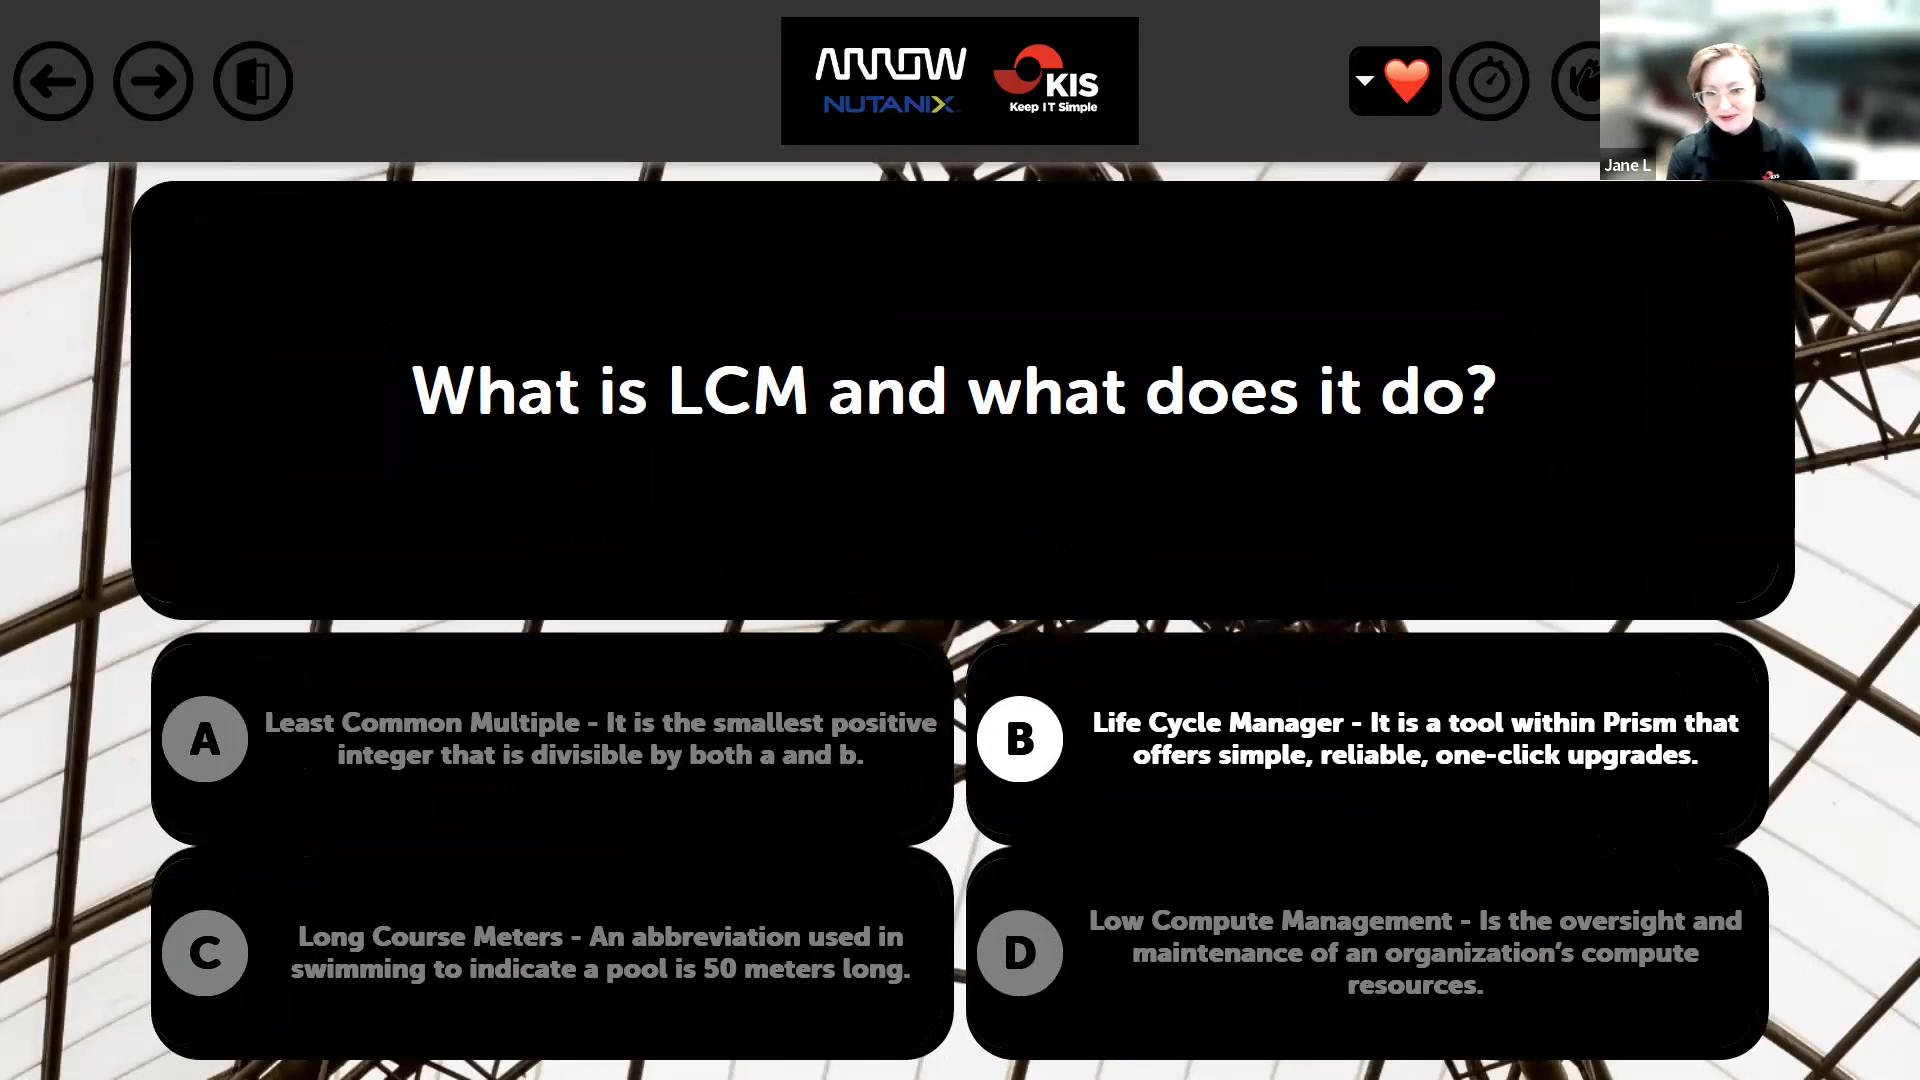 ARROW
NUTANIX
KIS
Keep IT Simple
Jane L
What is LCM and what does it do?
A
Least Common Multiple - It is the smallest positive
integer that is divisible by both a and b.
B
Life Cycle Manager - It is a tool within Prism that
offers simple, reliable, one-click upgrades.
C
Long Course Meters - An abbreviation used in
swimming to indicate a pool is 50 meters long.
D
Low Compute Management - Is the oversight and
maintenance of an organization’s compute
resources.